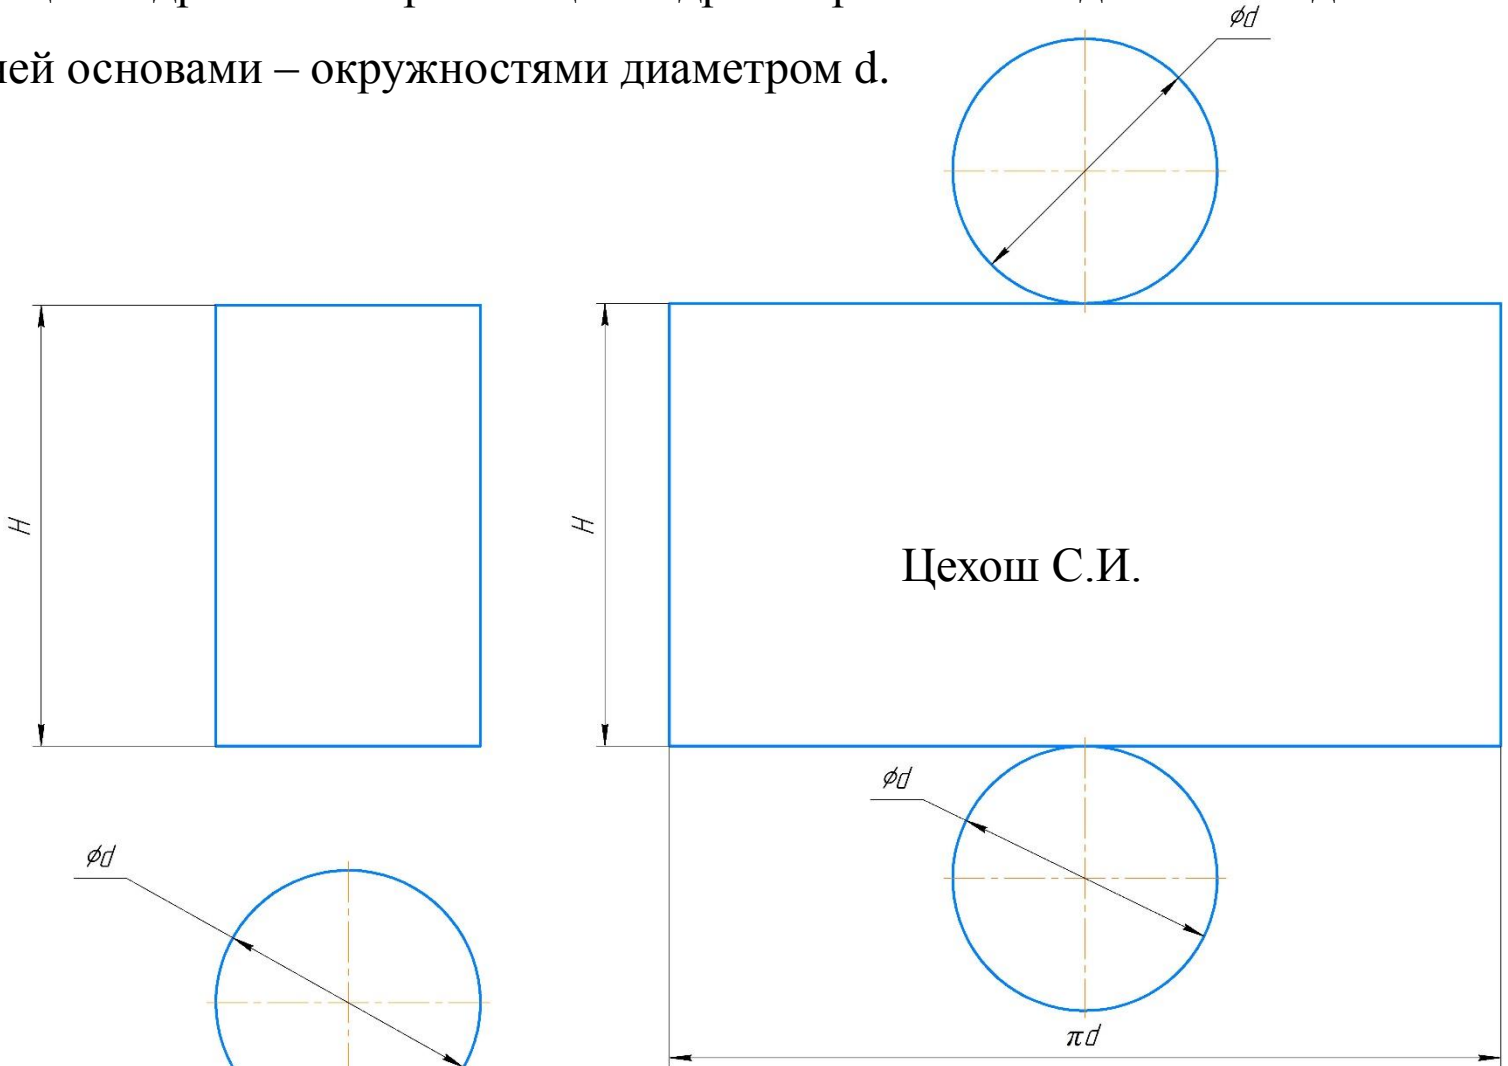 ϕd
ней основами – окружностями диаметром d.
H
H
Цехош С.И.
ϕd
ϕd
πd